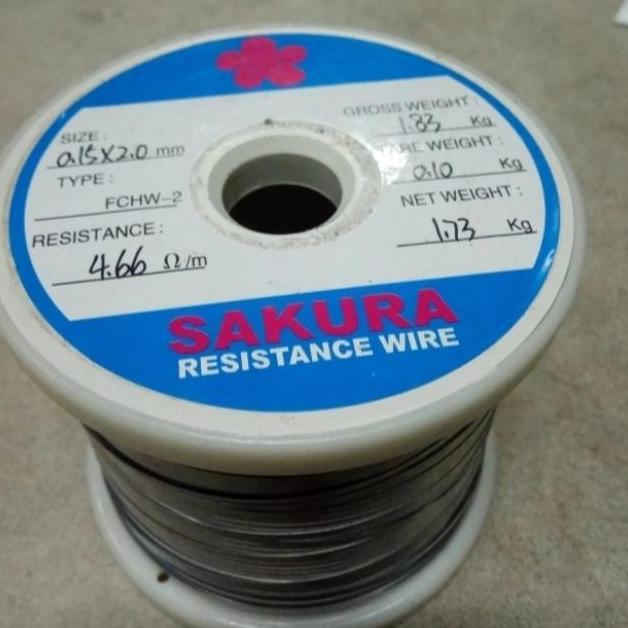 SIZE :
0.15X2.0 mm
TYPE :
FCHW-2
RESISTANCE :
4.66 Ω/m
GROSS WEIGHT :
1.83 Kg
TARE WEIGHT :
0.10 Kg
NET WEIGHT :
1.73 Kg
SAKURA
RESISTANCE WIRE